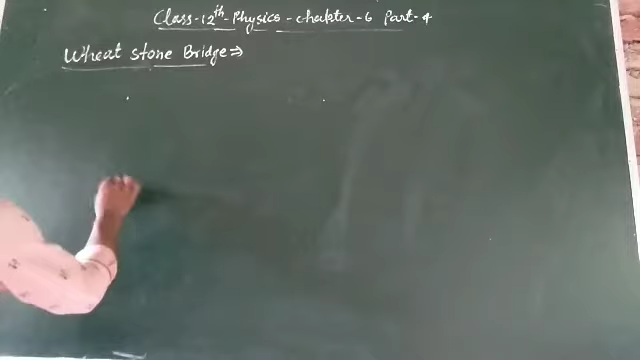 Class-12th-Physics-chapter-6 Part-4
Wheat stone Bridge⇒